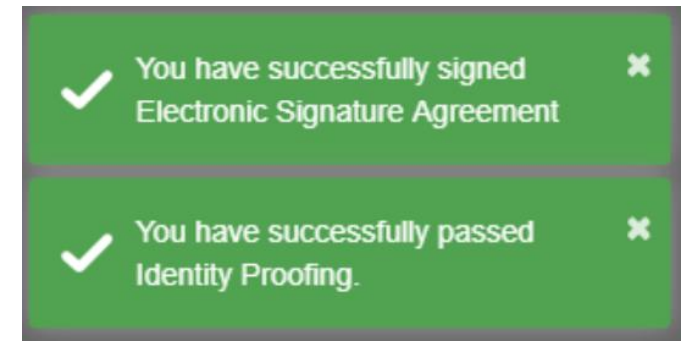 You have successfully signed
Electronic Signature Agreement
You have successfully passed
Identity Proofing.